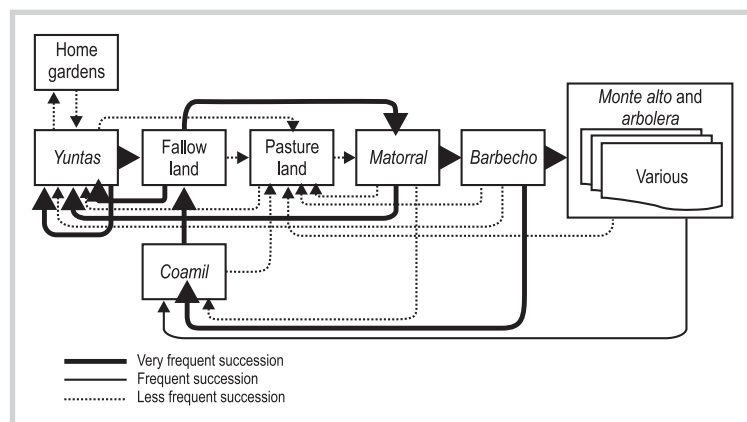 Home
gardens
Monte alto and
arbolera
Yuntas
Fallow
land
Pasture
land
Matorral
Barbecho
Various
Coamil
Very frequent succession
Frequent succession
Less frequent succession